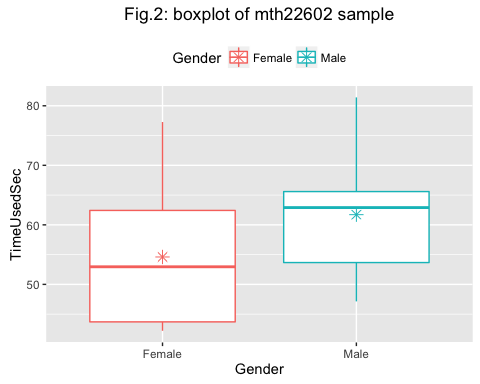 Fig.2: boxplot of mth22602 sample
Gender Female Male
80
70
60
50
TimeUsedSec
Female Male
Gender